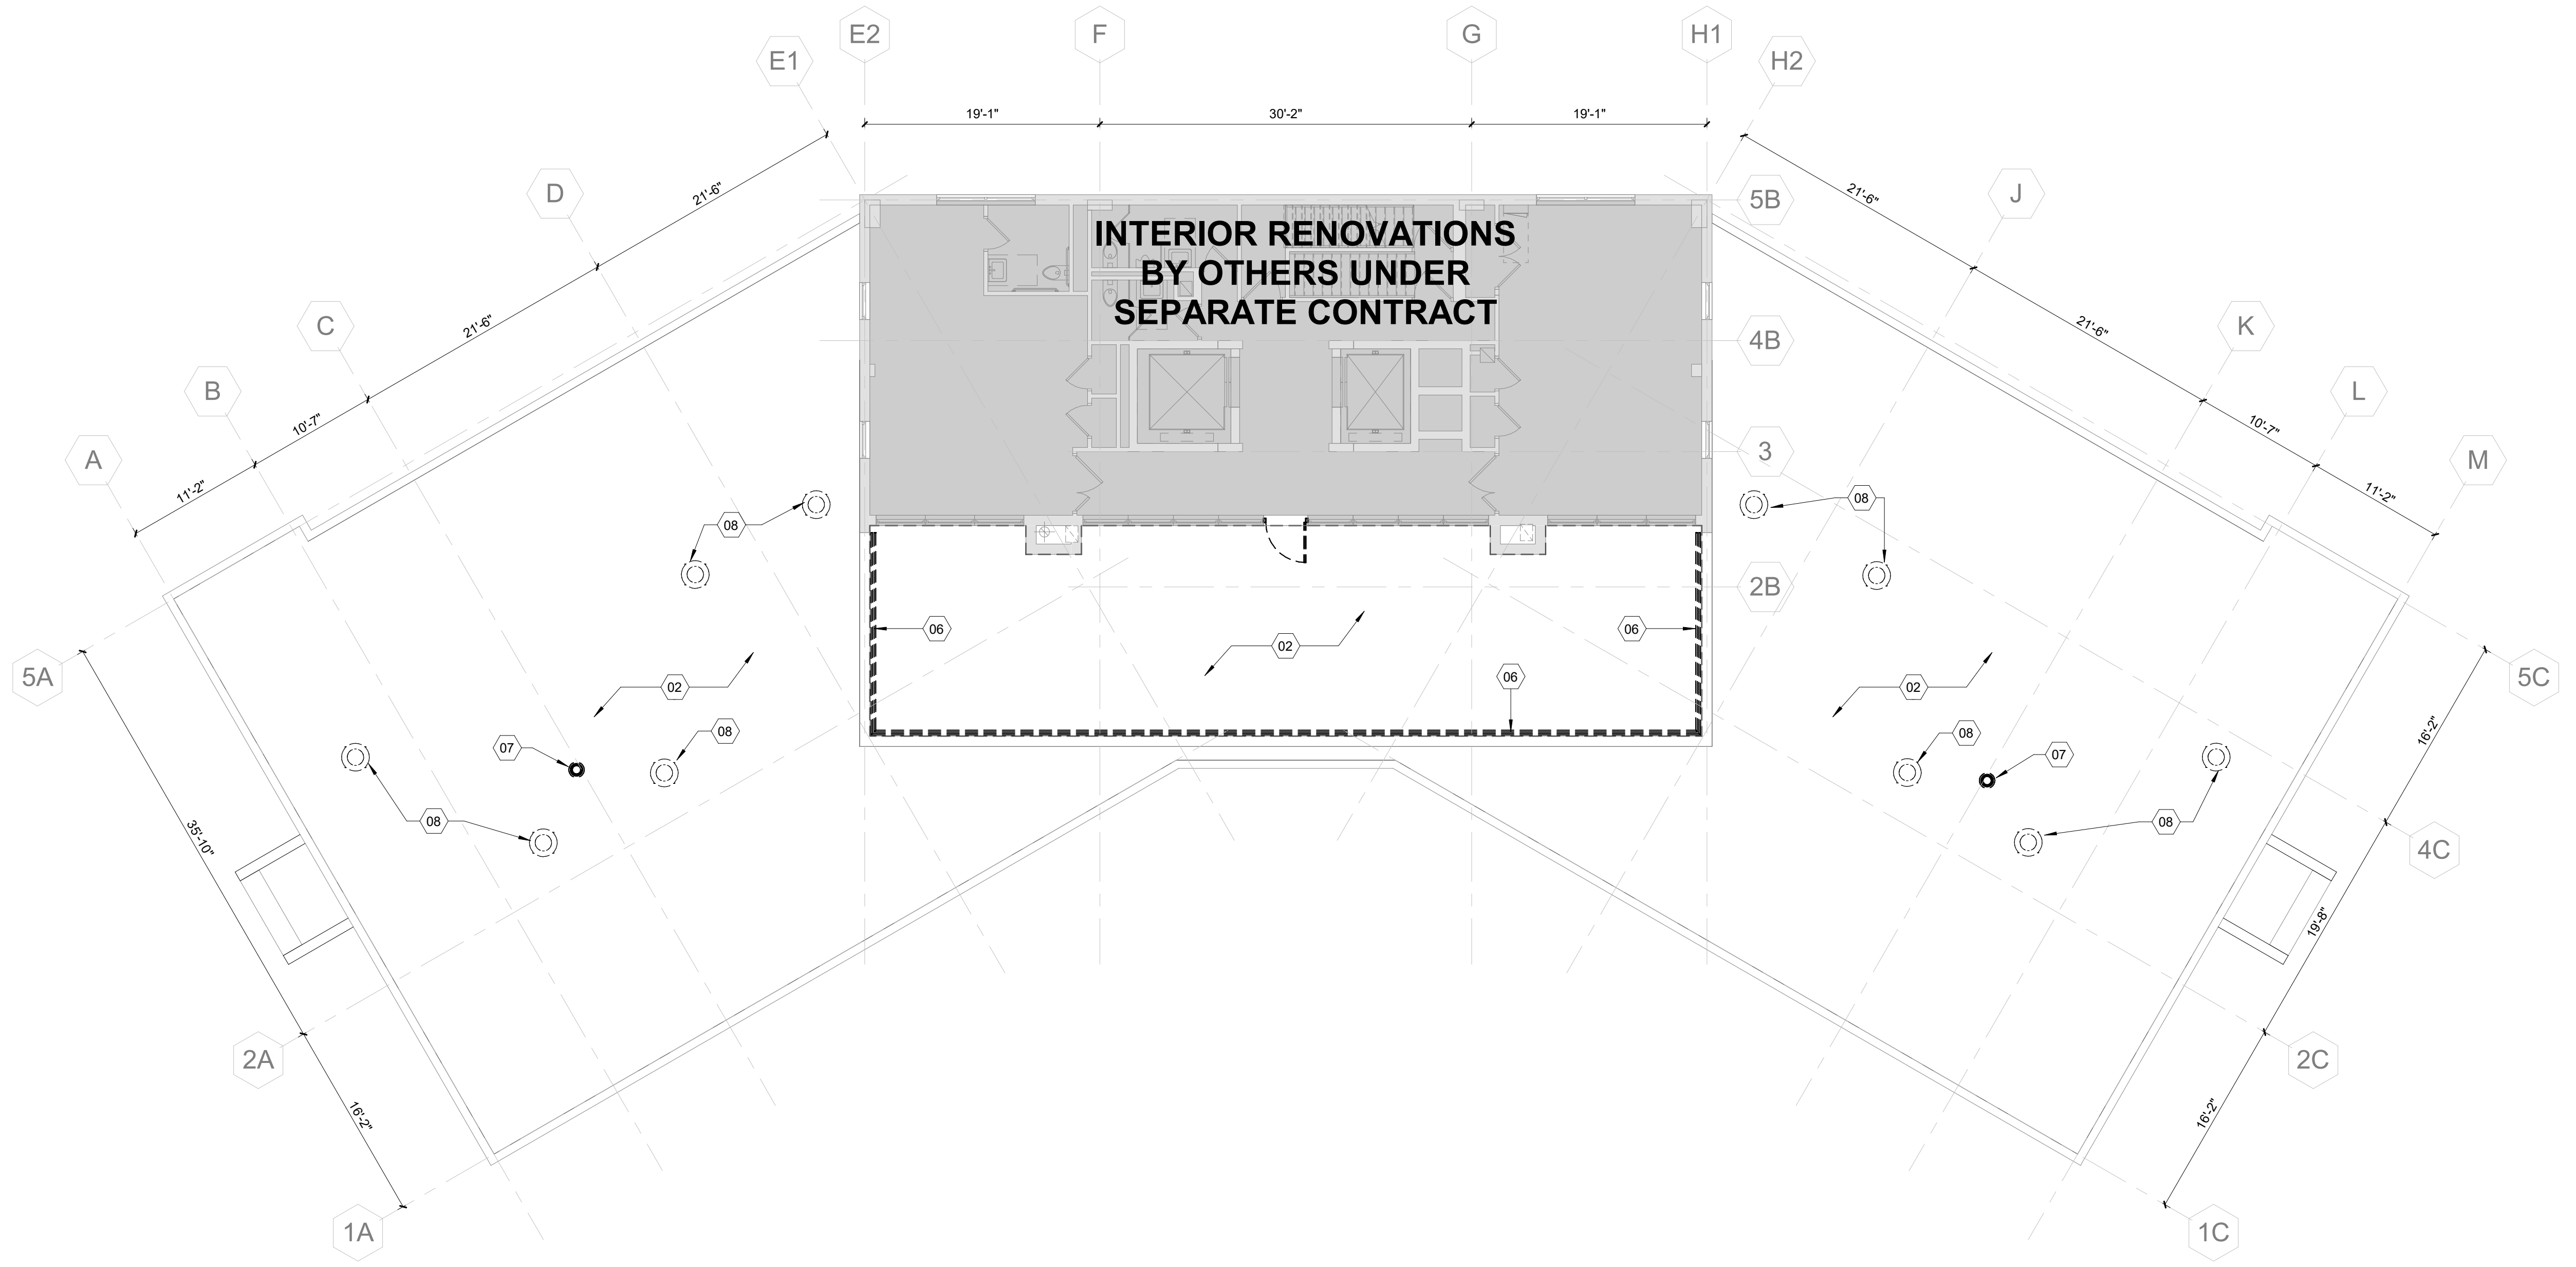 E2
F
G
H1
E1
H2
19'-1"
30'-2"
19'-1"
D
21'-6"
21'-6"
J
5B
INTERIOR RENOVATIONS
BY OTHERS UNDER
SEPARATE CONTRACT
C
21'-6"
21'-6"
K
4B
B
10'-7"
10'-7"
L
A
11'-2"
3
11'-2"
M
08
08
2B
06
02
06
5A
02
06
02
5C
08
08
07
07
16'-2"
08
08
35'-10"
4C
19'-8"
2A
2C
16'-2"
16'-2"
1A
1C